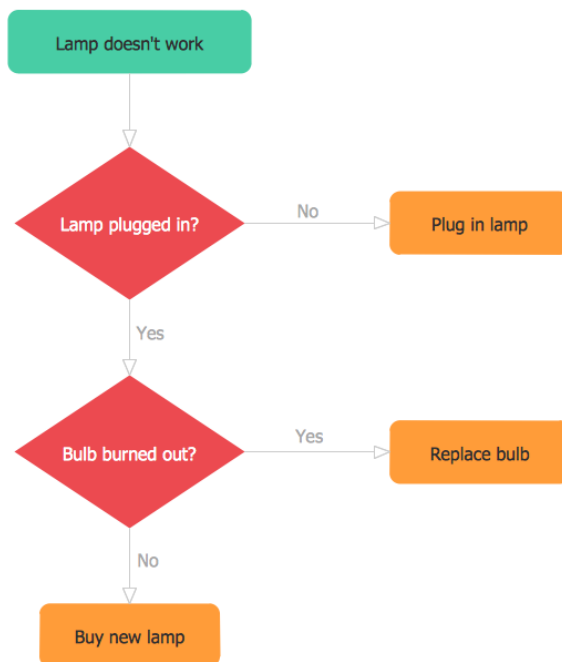 Lamp doesn't work
Lamp plugged in?
No
Plug in lamp
Yes
Bulb burned out?
Yes
Replace bulb
No
Buy new lamp